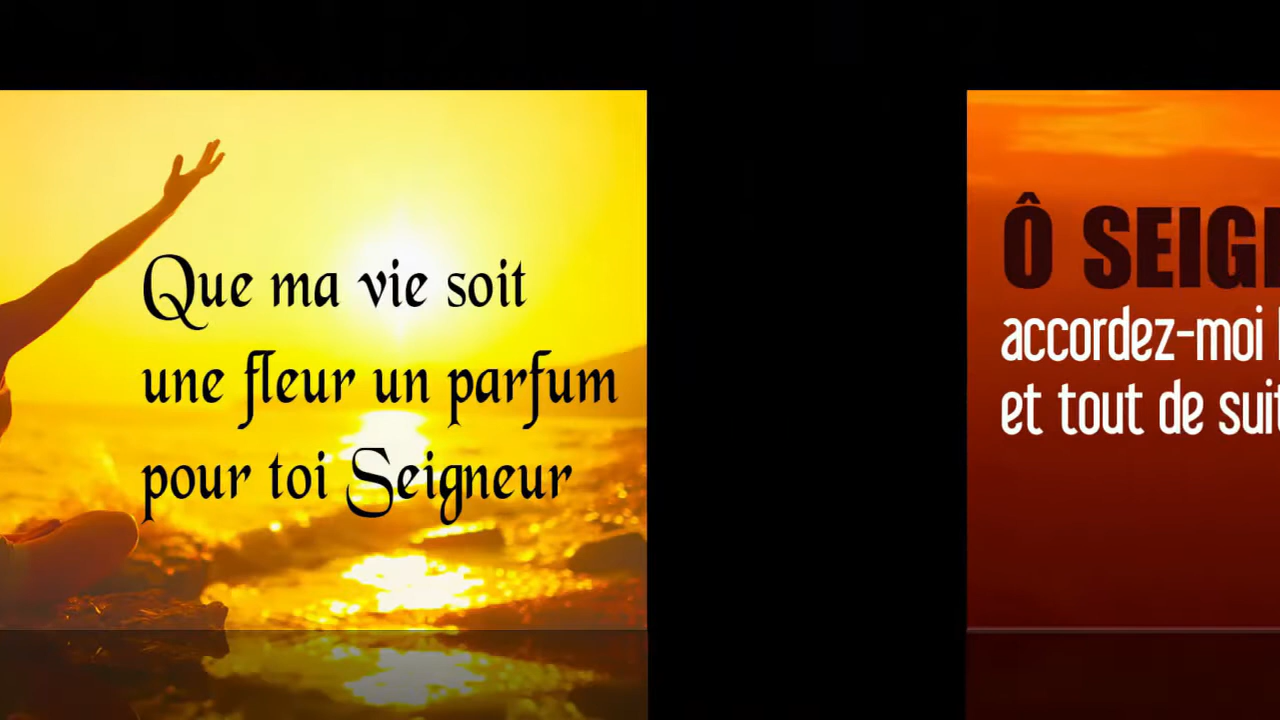 Que ma vie soit
une fleur un parfum
pour toi Seigneur
Ô
accordez-moi
et tout de